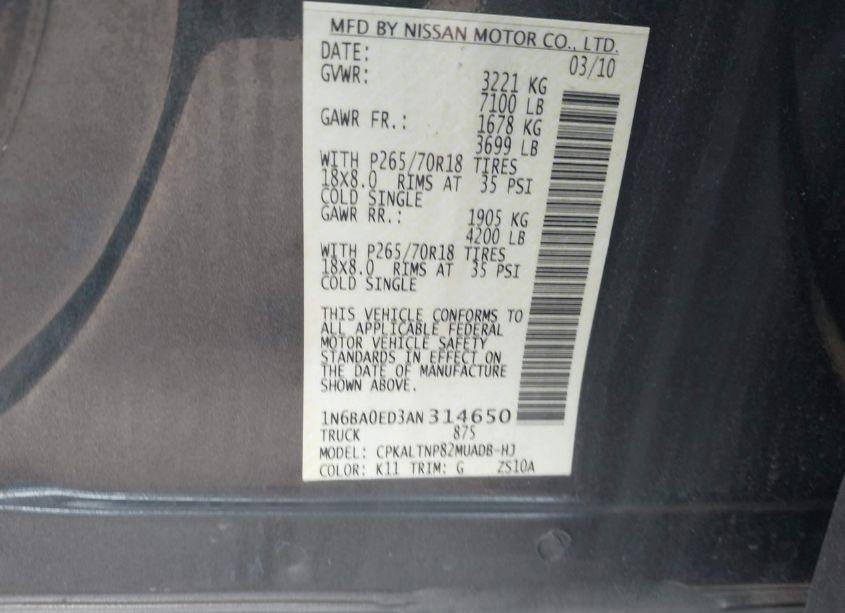 MFD BY NISSAN MOTOR CO., LTD.
DATE: 03/10
GVWR: 3221 KG
7100 LB
GAWR FR.: 1678 KG
3699 LB
WITH P265/70R18 TIRES
18X8.0 RIMS AT 35 PSI
COLD SINGLE
GAWR RR.: 1905 KG
4200 LB
WITH P265/70R18 TIRES
18X8.0 RIMS AT 35 PSI
COLD SINGLE
THIS VEHICLE CONFORMS TO
ALL APPLICABLE FEDERAL
MOTOR VEHICLE SAFETY
STANDARDS IN EFFECT ON
THE DATE OF MANUFACTURE
SHOWN ABOVE.
1N6BA0ED3AN314650
TRUCK 875
MODEL: CPKALTNP82MUADB-HJ
COLOR: K11 TRIM: G ZS10A